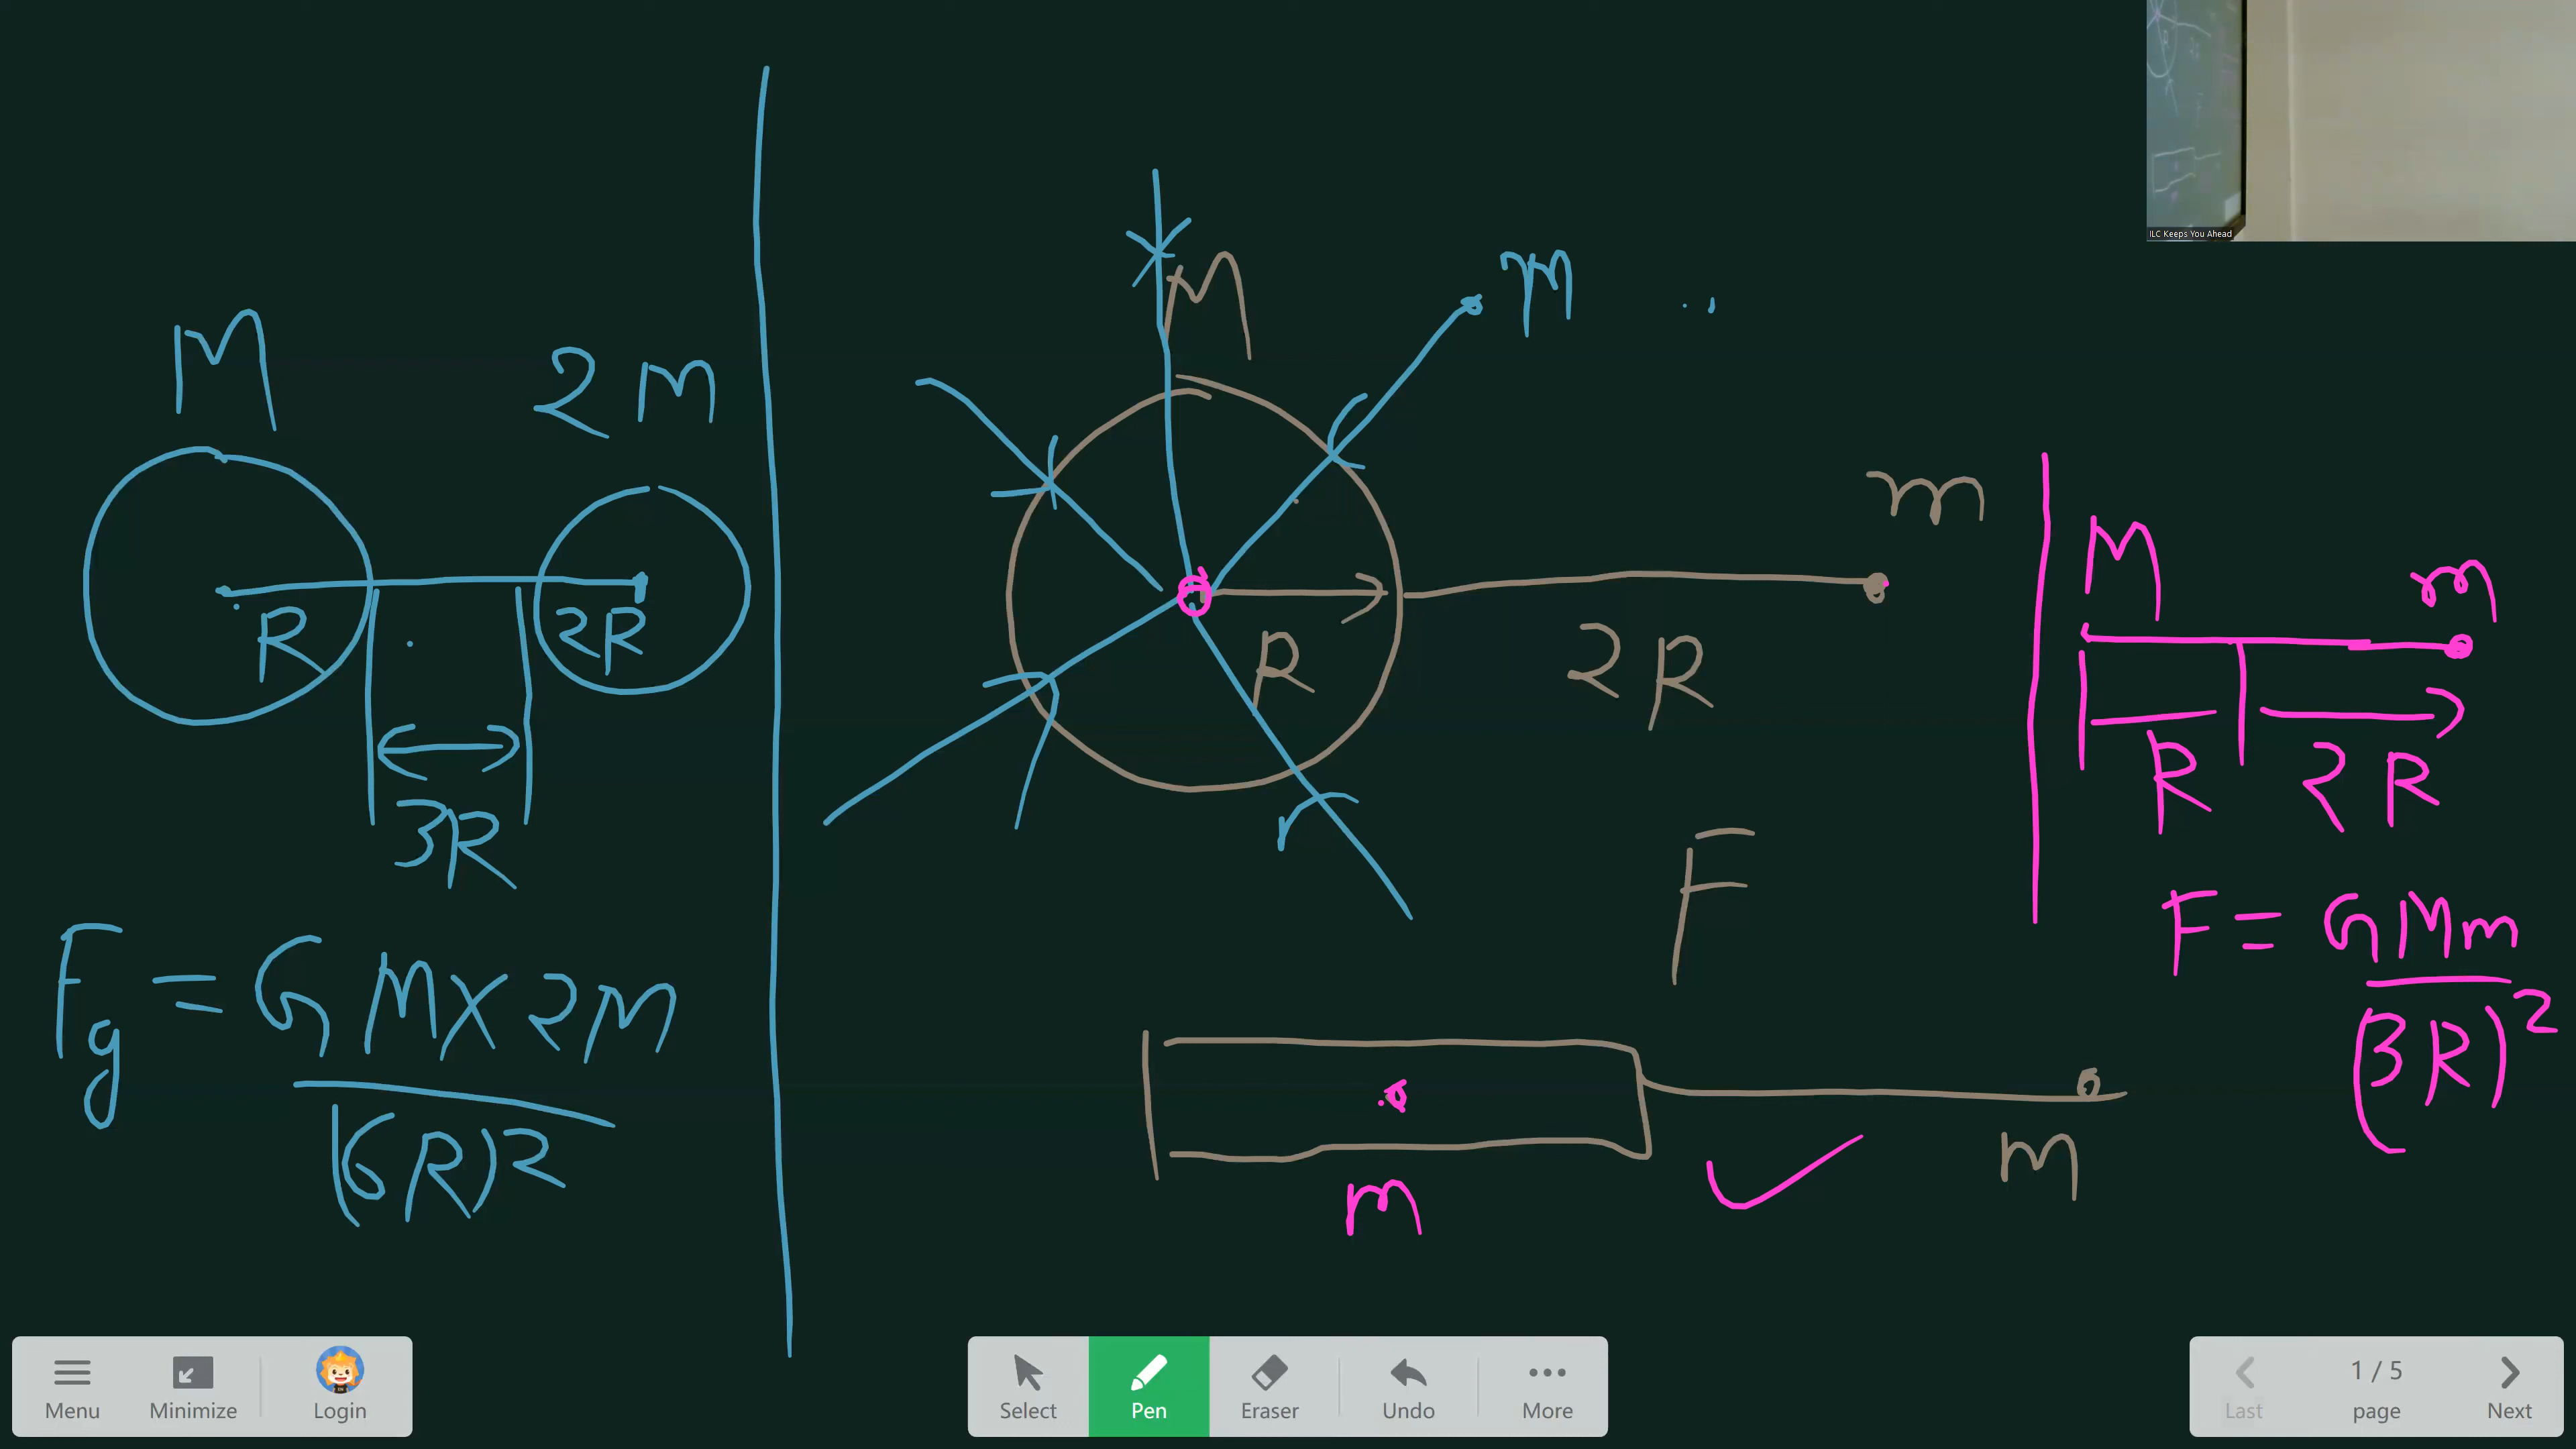 ILC Keeps You Ahead
M
2M
R
2R
3R
Fg = GM×2M
(6R)²
M
m
m
R
2R
F
m
m
M
m
R
2R
F = GMm
(3R)²
Menu
Minimize
Login
Select
Pen
Eraser
Undo
More
Last
1 / 5
page
Next